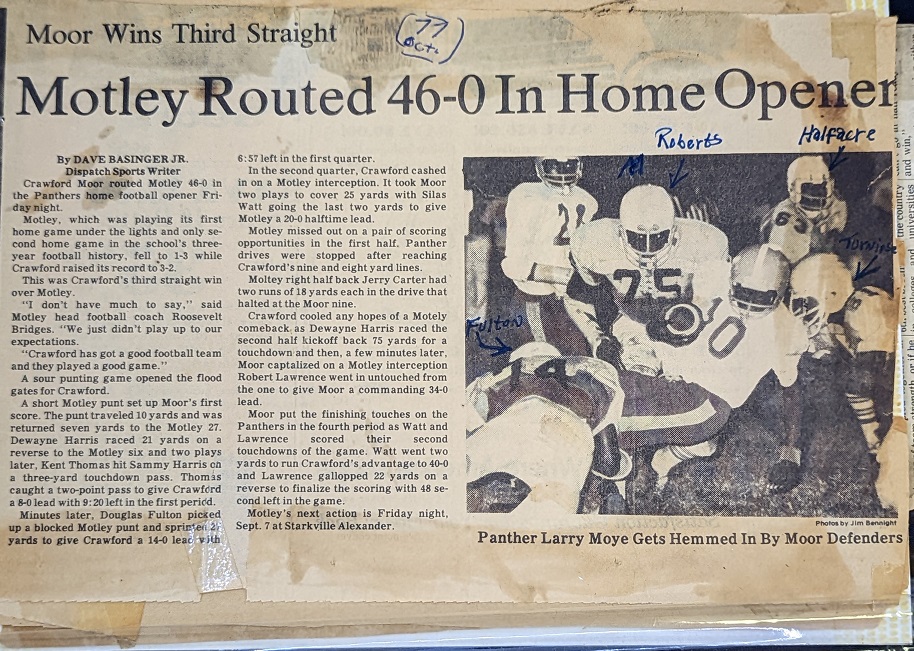 Moor Wins Third Straight
(77
Oct.)
Motley Routed 46-0 In Home Opener
By DAVE BASINGER JR.
Dispatch Sports Writer
Crawford Moor routed Motley 46-0 in
the Panthers home football opener Fri-
day night.
Motley, which was playing its first
home game under the lights and only se-
cond home game in the school's three-
year football history, fell to 1-3 while
Crawford raised its record to 3-2.
This was Crawford's third straight win
over Motley.
"I don't have much to say," said
Motley head football coach Roosevelt
Bridges. "We just didn't play up to our
expectations.
"Crawford has got a good football team
and they played a good game."
A sour punting game opened the flood
gates for Crawford.
A short Motley punt set up Moor's first
score. The punt traveled 10 yards and was
returned seven yards to the Motley 27.
Dewayne Harris raced 21 yards on a
reverse to the Motley six and two plays
later, Kent Thomas hit Sammy Harris on
a three-yard touchdown pass. Thomas
caught a two-point pass to give Crawford
a 8-0 lead with 9:20 left in the first period.
Minutes later, Douglas Fulton picked
up a blocked Motley punt and sprinted
yards to give Crawford a 14-0 lead with
6:57 left in the first quarter.
In the second quarter, Crawford cashed
in on a Motley interception. It took Moor
two plays to cover 25 yards with Silas
Watt going the last two yards to give
Motley a 20-0 halftime lead.
Motley missed out on a pair of scoring
opportunities in the first half. Panther
drives were stopped after reaching
Crawford's nine and eight yard lines.
Moltey right half back Jerry Carter had
two runs of 18 yards each in the drive that
halted at the Moor nine.
Crawford cooled any hopes of a Motely
comeback as Dewayne Harris raced the
second half kickoff back 75 yards for a
touchdown and then, a few minutes later,
Moor captalized on a Motley interception
Robert Lawrence went in untouched from
the one to give Moor a commanding 34-0
lead.
Moor put the finishing touches on the
Panthers in the fourth period as Watt and
Lawrence scored their second
touchdowns of the game. Watt went two
yards to run Crawford's advantage to 40-0
and Lawrence gallopped 22 yards on a
reverse to finalize the scoring with 48 se-
cond left in the game.
Motley's next action is Friday night,
Sept. 7 at Starkville Alexander.
Roberts
Halfacre
Fulton
75
63
0
14
Photos by Jim Bennight
Panther Larry Moye Gets Hemmed In By Moor Defenders
and win,"
the country
universities